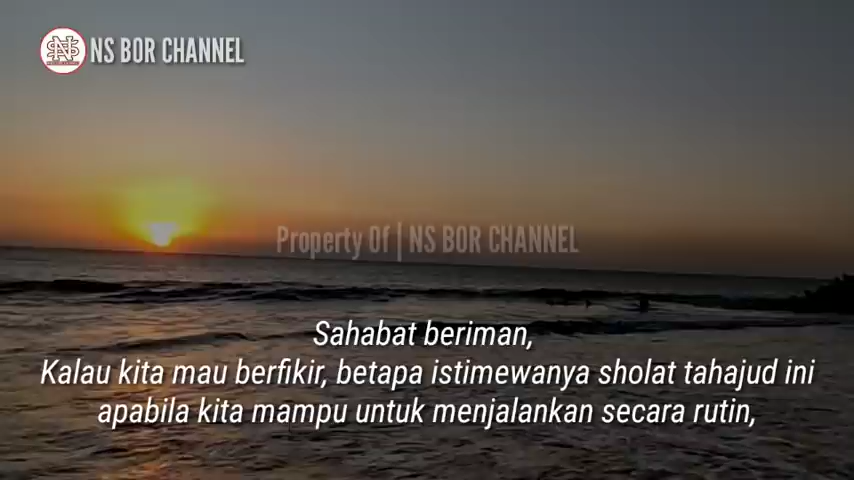 NS BOR CHANNEL
Property Of | NS BOR CHANNEL
Sahabat beriman,
Kalau kita mau berfikir, betapa istimewanya sholat tahajud ini
apabila kita mampu untuk menjalankan secara rutin,